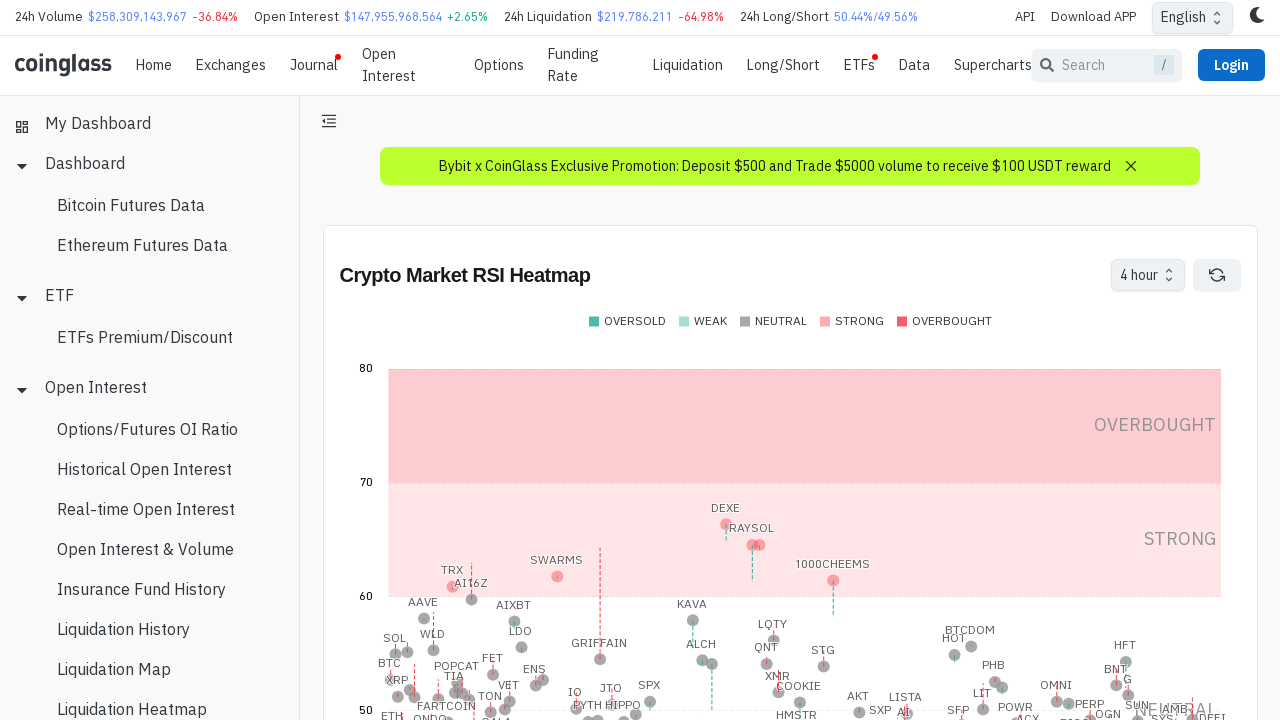 24h Volume $258,309,143,967 -36.84% Open Interest $147,955,968,564 +2.65% 24h Liquidation $219,786,211 -64.98% 24h Long/Short 50.44%/49.56% API Download APP English
coinglass Home Exchanges Journal Open Interest Options Funding Rate Liquidation Long/Short ETFs Data Supercharts Search / Login
My Dashboard
Dashboard
Bitcoin Futures Data
Ethereum Futures Data
ETF
ETFs Premium/Discount
Open Interest
Options/Futures OI Ratio
Historical Open Interest
Real-time Open Interest
Open Interest & Volume
Insurance Fund History
Liquidation History
Liquidation Map
Liquidation Heatmap
Bybit x CoinGlass Exclusive Promotion: Deposit $500 and Trade $5000 volume to receive $100 USDT reward
Crypto Market RSI Heatmap
4 hour
OVERSOLD WEAK NEUTRAL STRONG OVERBOUGHT
80
OVERBOUGHT
70
DEXE
RAYSOL
STRONG
SWARMS
1000CHEEMS
TRX
AI16Z
60
AAVE
AIXBT
KAVA
LDO
LQTY
BTCDOM
SOL
WLD
HOT
GRIFFAIN
ALCH
QNT
STG
HFT
BTC
POPCAT
FET
ENS
PHB
BNT
XRP
TIA
VET
IO
JTO
SPX
XMR
COOKIE
OMNI
G
TON
AKT
LISTA
LIT
FARTCOIN
PYTH
HIPPO
SXP
SFP
POWR
PERP
SUN
50
NEUTRAL
ETH
ONDO
HMSTR
ACX